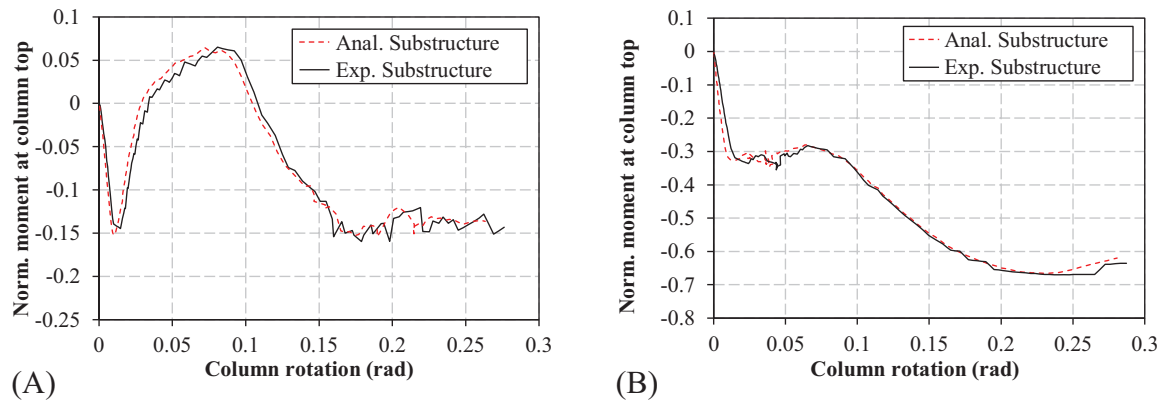 0.1
0.05
0
-0.05
-0.1
-0.15
-0.2
-0.25
Norm. moment at column top
Anal. Substructure
Exp. Substructure
0 0.05 0.1 0.15 0.2 0.25 0.3
Column rotation (rad)
(A)
0.1
0
-0.1
-0.2
-0.3
-0.4
-0.5
-0.6
-0.7
-0.8
Norm. moment at column top
Anal. Substructure
Exp. Substructure
0 0.05 0.1 0.15 0.2 0.25 0.3
Column rotation (rad)
(B)